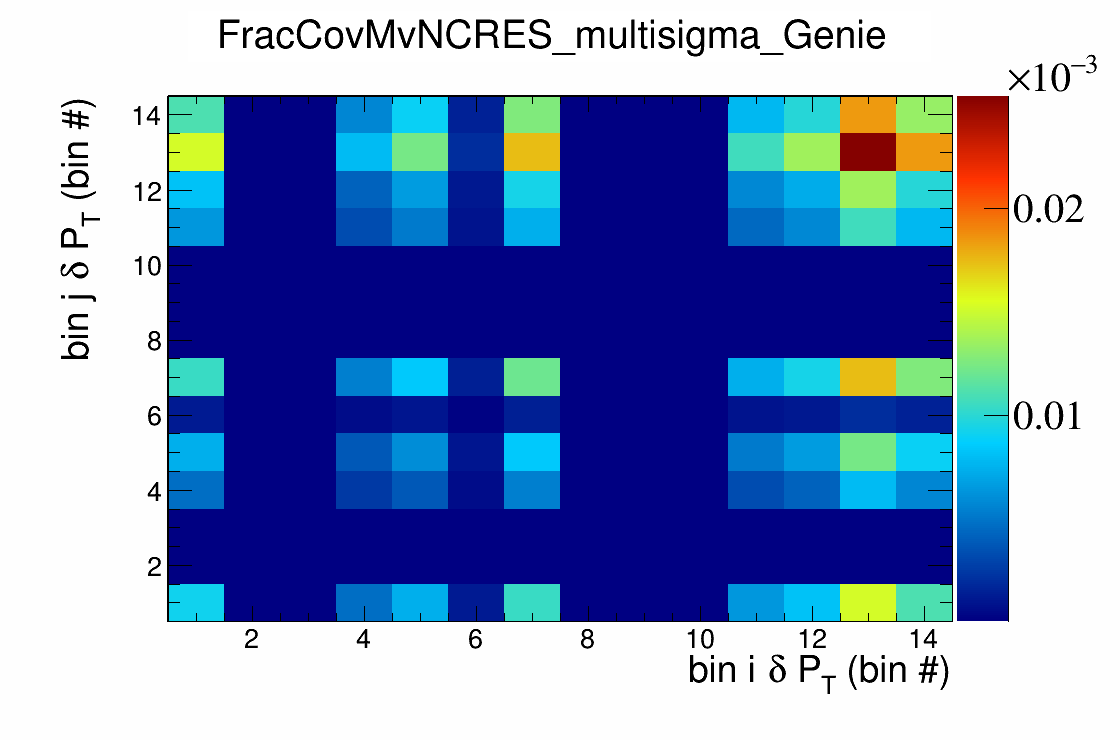 FracCovMvNCRES_multisigma_Genie
×10⁻³
bin j δ P_T (bin #)
14
12
10
8
6
4
2
0.02
0.01
2 4 6 8 10 12 14
bin i δ P_T (bin #)